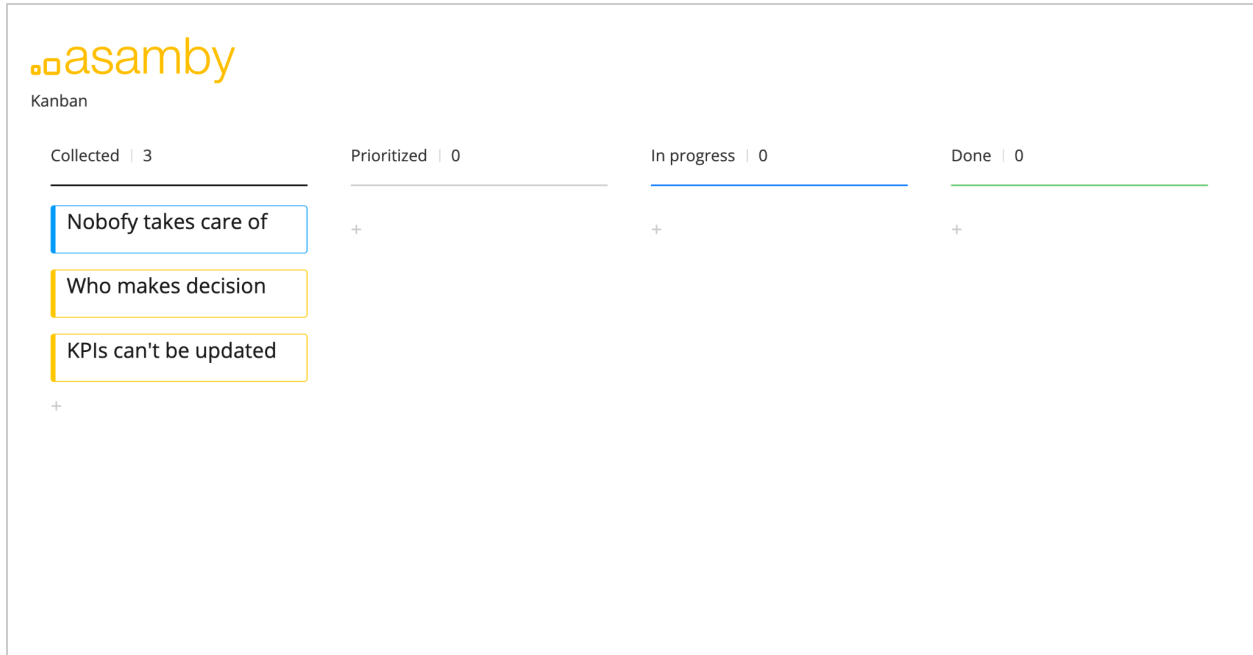 asamby
Kanban
Collected | 3
Prioritized | 0
In progress | 0
Done | 0
Nobofy takes care of
+
+
+
Who makes decision
KPIs can't be updated
+